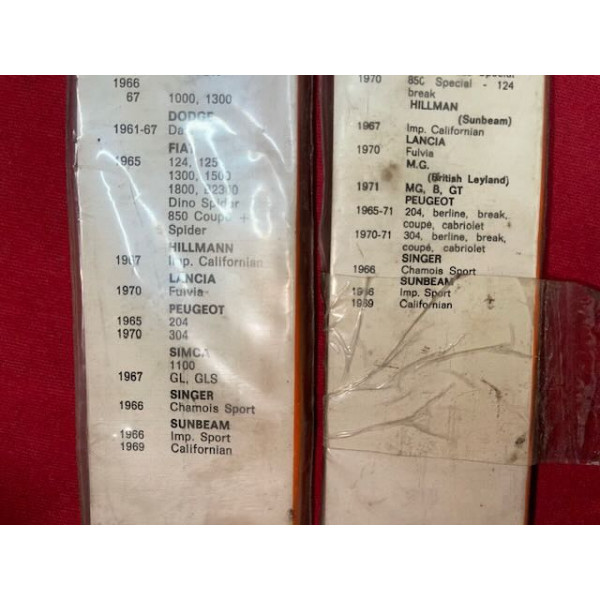 1966
67 1000, 1300
DODGE
1961-67 Da
FIAT
1965 124, 125
1300, 1500
1800, 2300
Dino Spider
850 Coupé +
Spider
HILLMANN
1967 Imp. Californian
LANCIA
1970 Fulvia
PEUGEOT
1965 204
1970 304
SIMCA
1100
1967 GL, GLS
SINGER
1966 Chamois Sport
SUNBEAM
1966 Imp. Sport
1969 Californian
1970 850 Special - 124
break
HILLMAN
(Sunbeam)
1967 Imp. Californian
LANCIA
1970 Fulvia
M.G.
(British Leyland)
1971 MG, B, GT
PEUGEOT
1965-71 204, berline, break,
coupé, cabriolet
1970-71 304, berline, break,
coupé, cabriolet
SINGER
1966 Chamois Sport
SUNBEAM
1966 Imp. Sport
1969 Californian